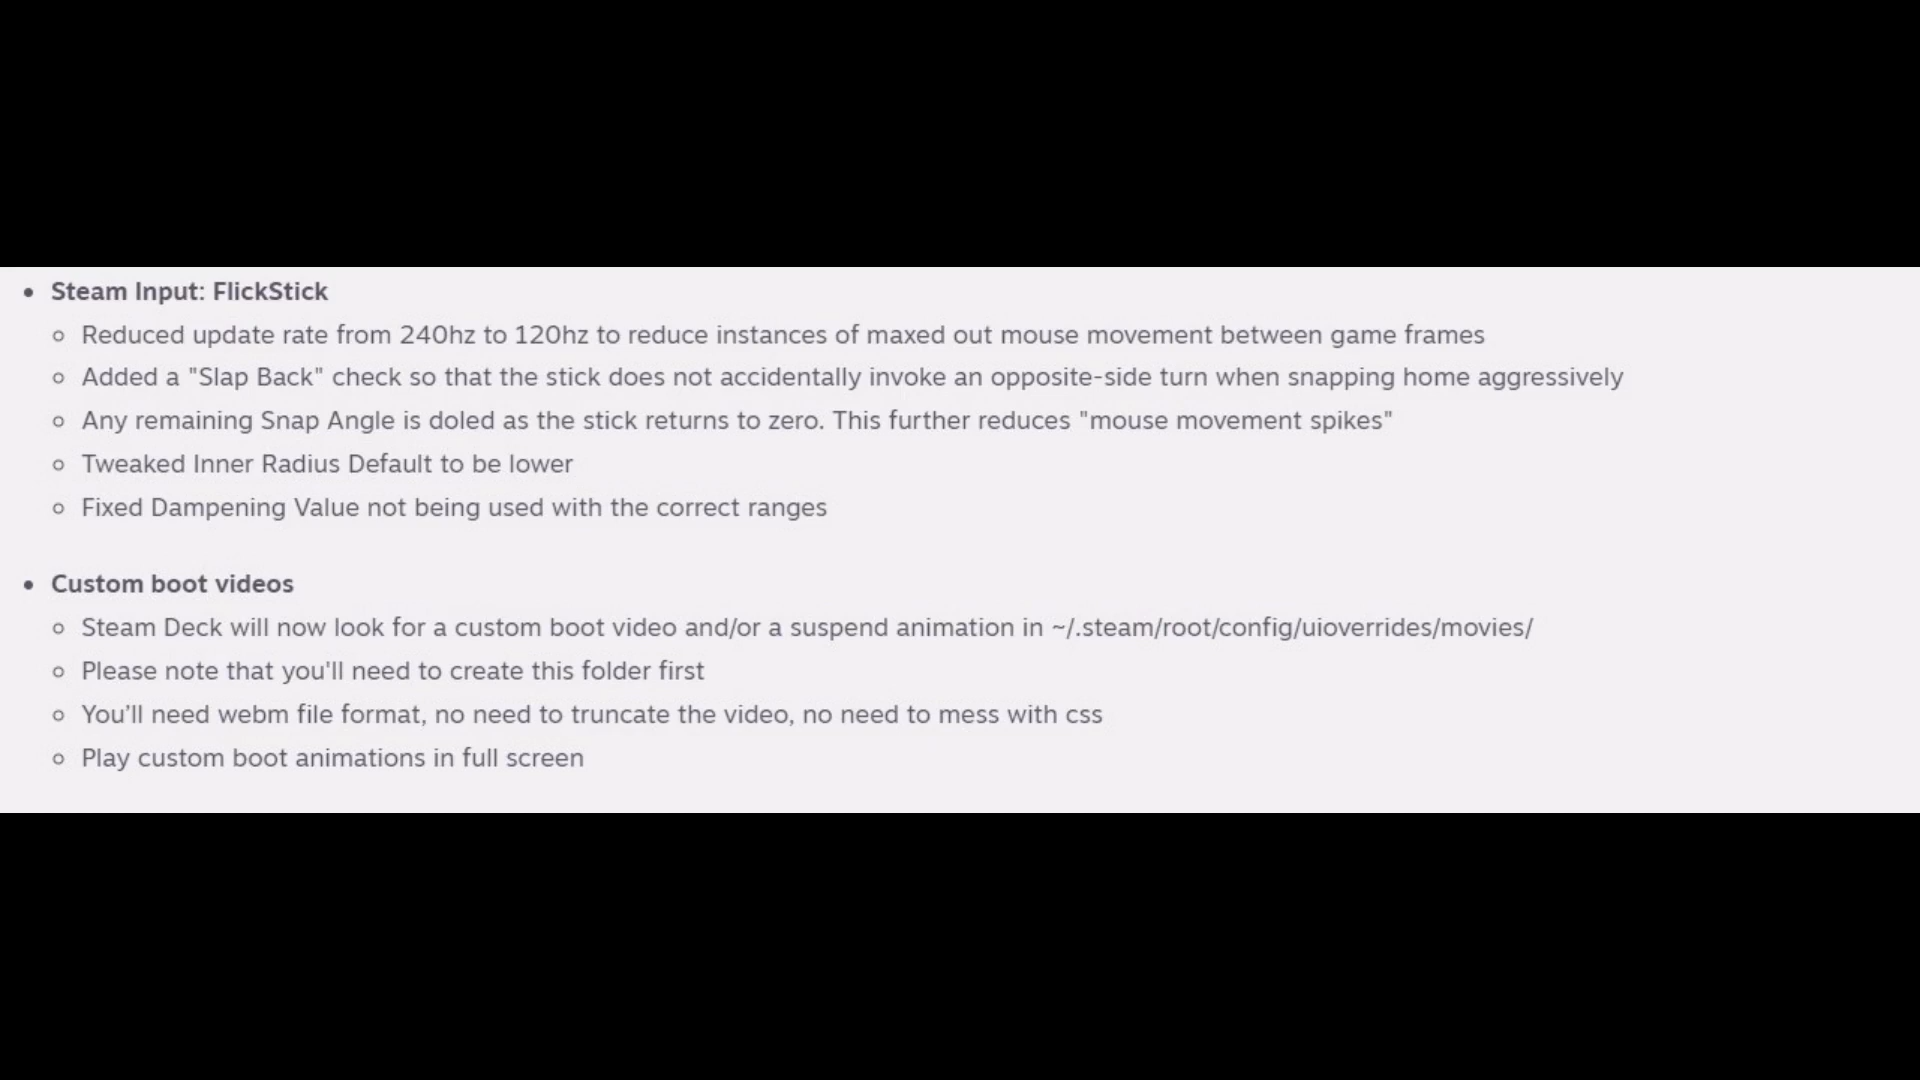 Steam Input: FlickStick
Reduced update rate from 240hz to 120hz to reduce instances of maxed out mouse movement between game frames
Added a "Slap Back" check so that the stick does not accidentally invoke an opposite-side turn when snapping home aggressively
Any remaining Snap Angle is doled as the stick returns to zero. This further reduces "mouse movement spikes"
Tweaked Inner Radius Default to be lower
Fixed Dampening Value not being used with the correct ranges
Custom boot videos
Steam Deck will now look for a custom boot video and/or a suspend animation in ~/.steam/root/config/uioverrides/movies/
Please note that you'll need to create this folder first
You’ll need webm file format, no need to truncate the video, no need to mess with css
Play custom boot animations in full screen